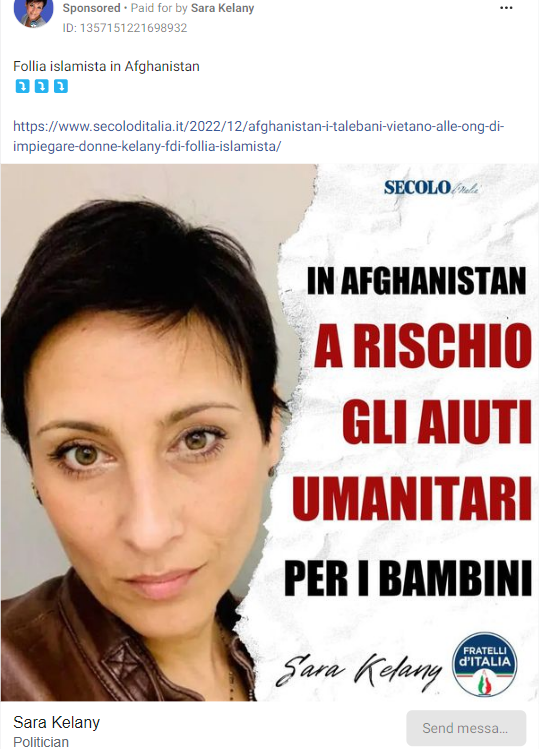 Sponsored • Paid for by Sara Kelany
ID: 1357151221698932
Follia islamista in Afghanistan
https://www.secoloditalia.it/2022/12/afghanistan-i-talebani-vietano-alle-ong-di-
impiegare-donne-kelany-fdi-follia-islamista/
SECOLO d'Italia
IN AFGHANISTAN
A RISCHIO
GLI AIUTI
UMANITARI
PER I BAMBINI
Sara Kelany
FRATELLI
d'ITALIA
Sara Kelany
Politician
Send messa...